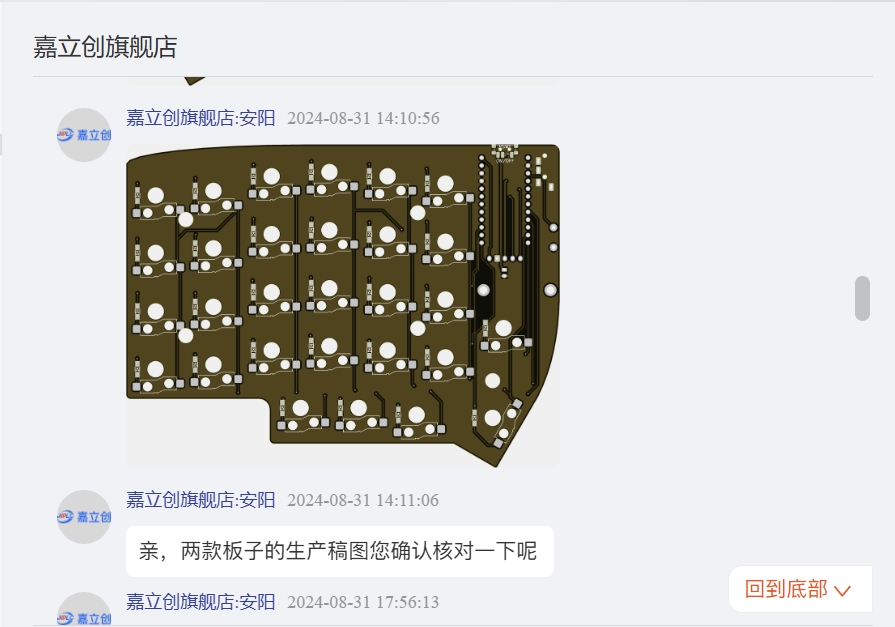 嘉立创旗舰店
嘉立创
嘉立创旗舰店:安阳 2024-08-31 14:10:56
ON/OFF
嘉立创
嘉立创旗舰店:安阳 2024-08-31 14:11:06
亲，两款板子的生产稿图您确认核对一下呢
嘉立创
嘉立创旗舰店:安阳 2024-08-31 17:56:13
回到底部